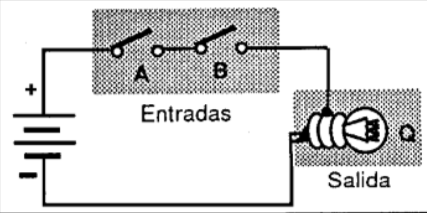 A B
Entradas
+
Q
−
Salida